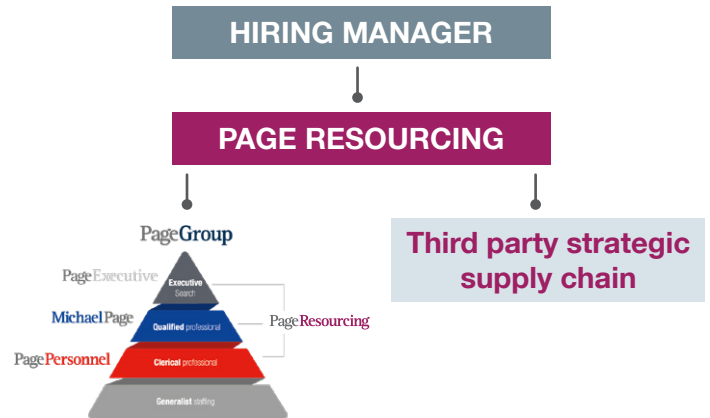 HIRING MANAGER
PAGE RESOURCING
PageGroup
Third party strategic
supply chain
PageExecutive
Executive
Search
MichaelPage
Qualified professional
PageResourcing
PagePersonnel
Clerical professional
Generalist staffing